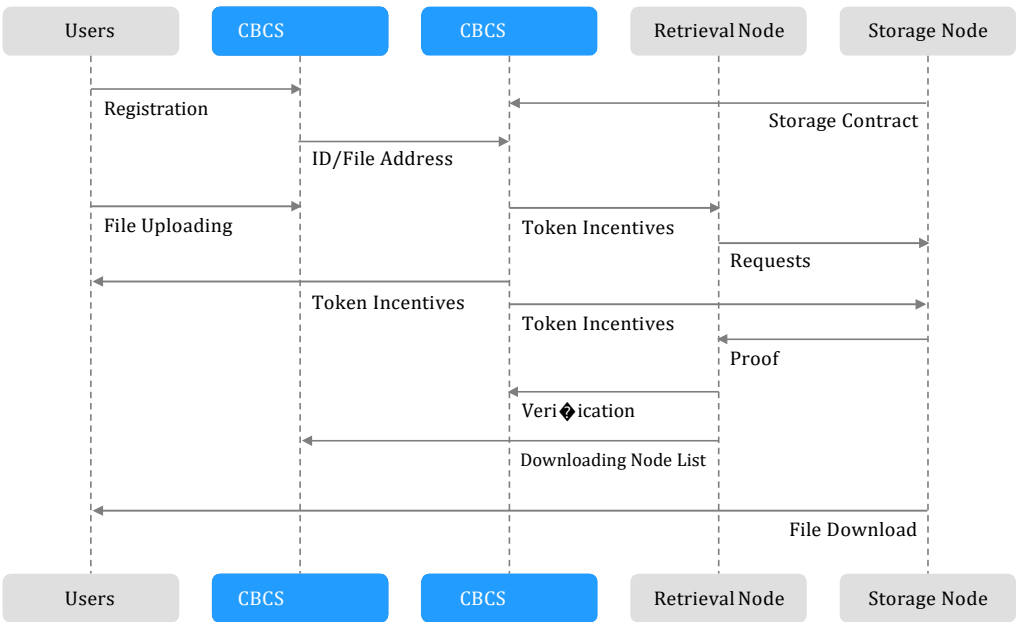 Users
CBCS
CBCS
Retrieval Node
Storage Node
Registration
Storage Contract
ID/File Address
File Uploading
Token Incentives
Requests
Token Incentives
Token Incentives
Proof
Veri�ication
Downloading Node List
File Download
Users
CBCS
CBCS
Retrieval Node
Storage Node